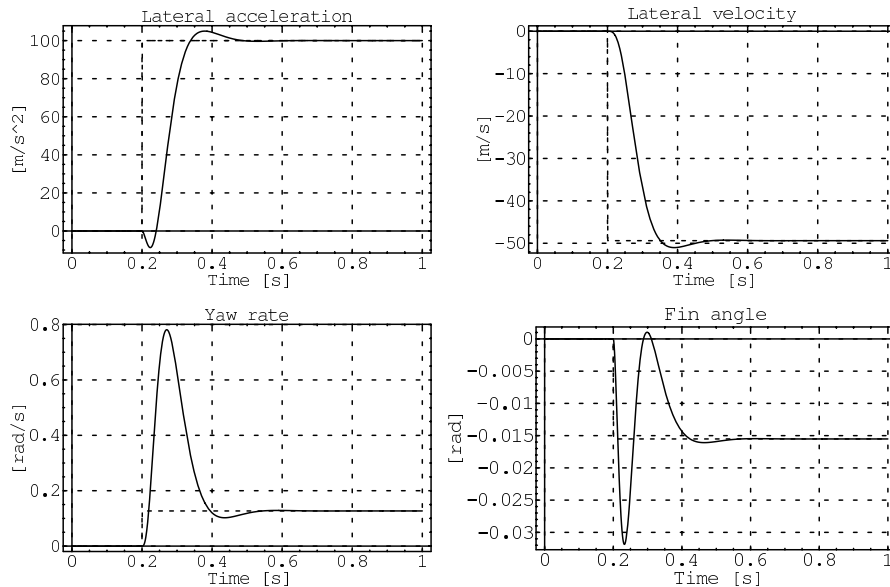 Lateral acceleration
100
80
60
40
20
0
[m/s^2]
0 0.2 0.4 0.6 0.8 1
Time [s]
Lateral velocity
0
-10
-20
-30
-40
-50
[m/s]
0 0.2 0.4 0.6 0.8 1
Time [s]
Yaw rate
0.8
0.6
0.4
0.2
0
[rad/s]
0 0.2 0.4 0.6 0.8 1
Time [s]
Fin angle
0
-0.005
-0.01
-0.015
-0.02
-0.025
-0.03
[rad]
0 0.2 0.4 0.6 0.8 1
Time [s]